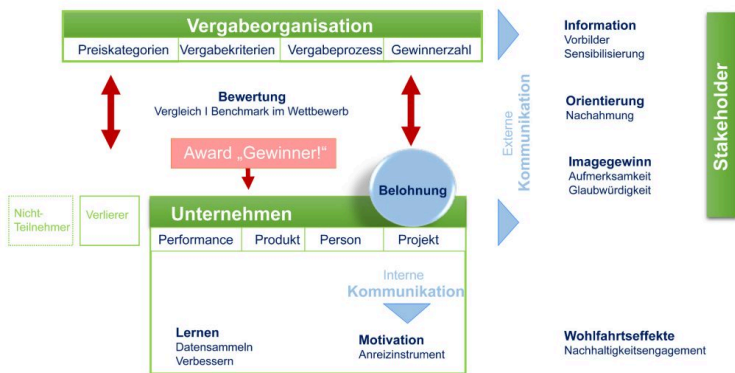 Vergabeorganisation
Preiskategorien Vergabekriterien Vergabeprozess Gewinnerzahl
Bewertung
Vergleich I Benchmark im Wettbewerb
Award „Gewinner!“
Belohnung
Nicht-
Teilnehmer
Verlierer
Unternehmen
Performance Produkt Person Projekt
Interne
Kommunikation
Lernen
Datensammeln
Verbessern
Motivation
Anreizinstrument
Externe
Kommunikation
Information
Vorbilder
Sensibilisierung
Orientierung
Nachahmung
Imagegewinn
Aufmerksamkeit
Glaubwürdigkeit
Wohlfahrtseffekte
Nachhaltigkeitsengagement
Stakeholder